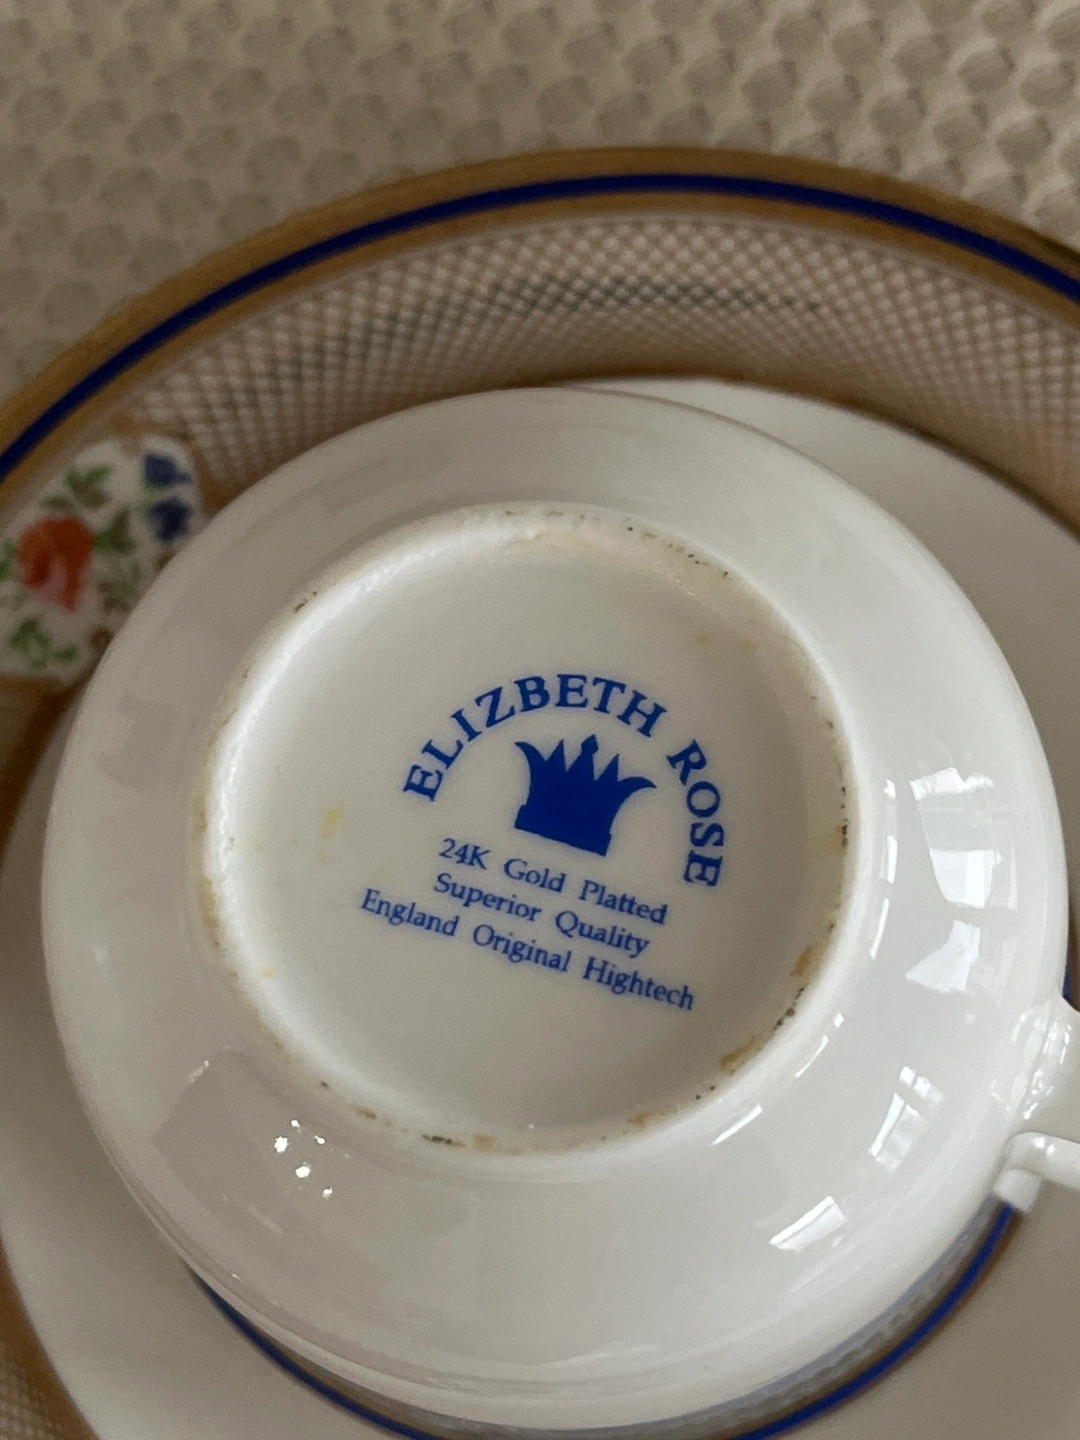 ELIZBETH ROSE
24K Gold Platted
Superior Quality
England Original Hightech